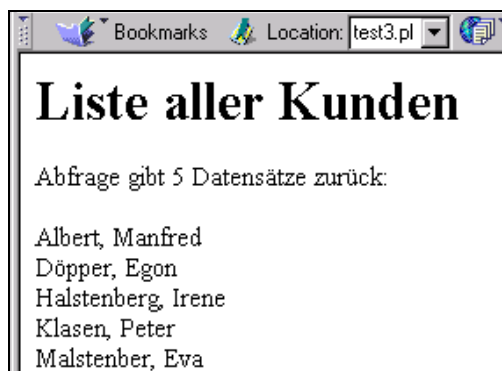 Bookmarks Location: test3.pl
Liste aller Kunden
Abfrage gibt 5 Datensätze zurück:
Albert, Manfred
Döpper, Egon
Halstenberg, Irene
Klasen, Peter
Malstenber, Eva